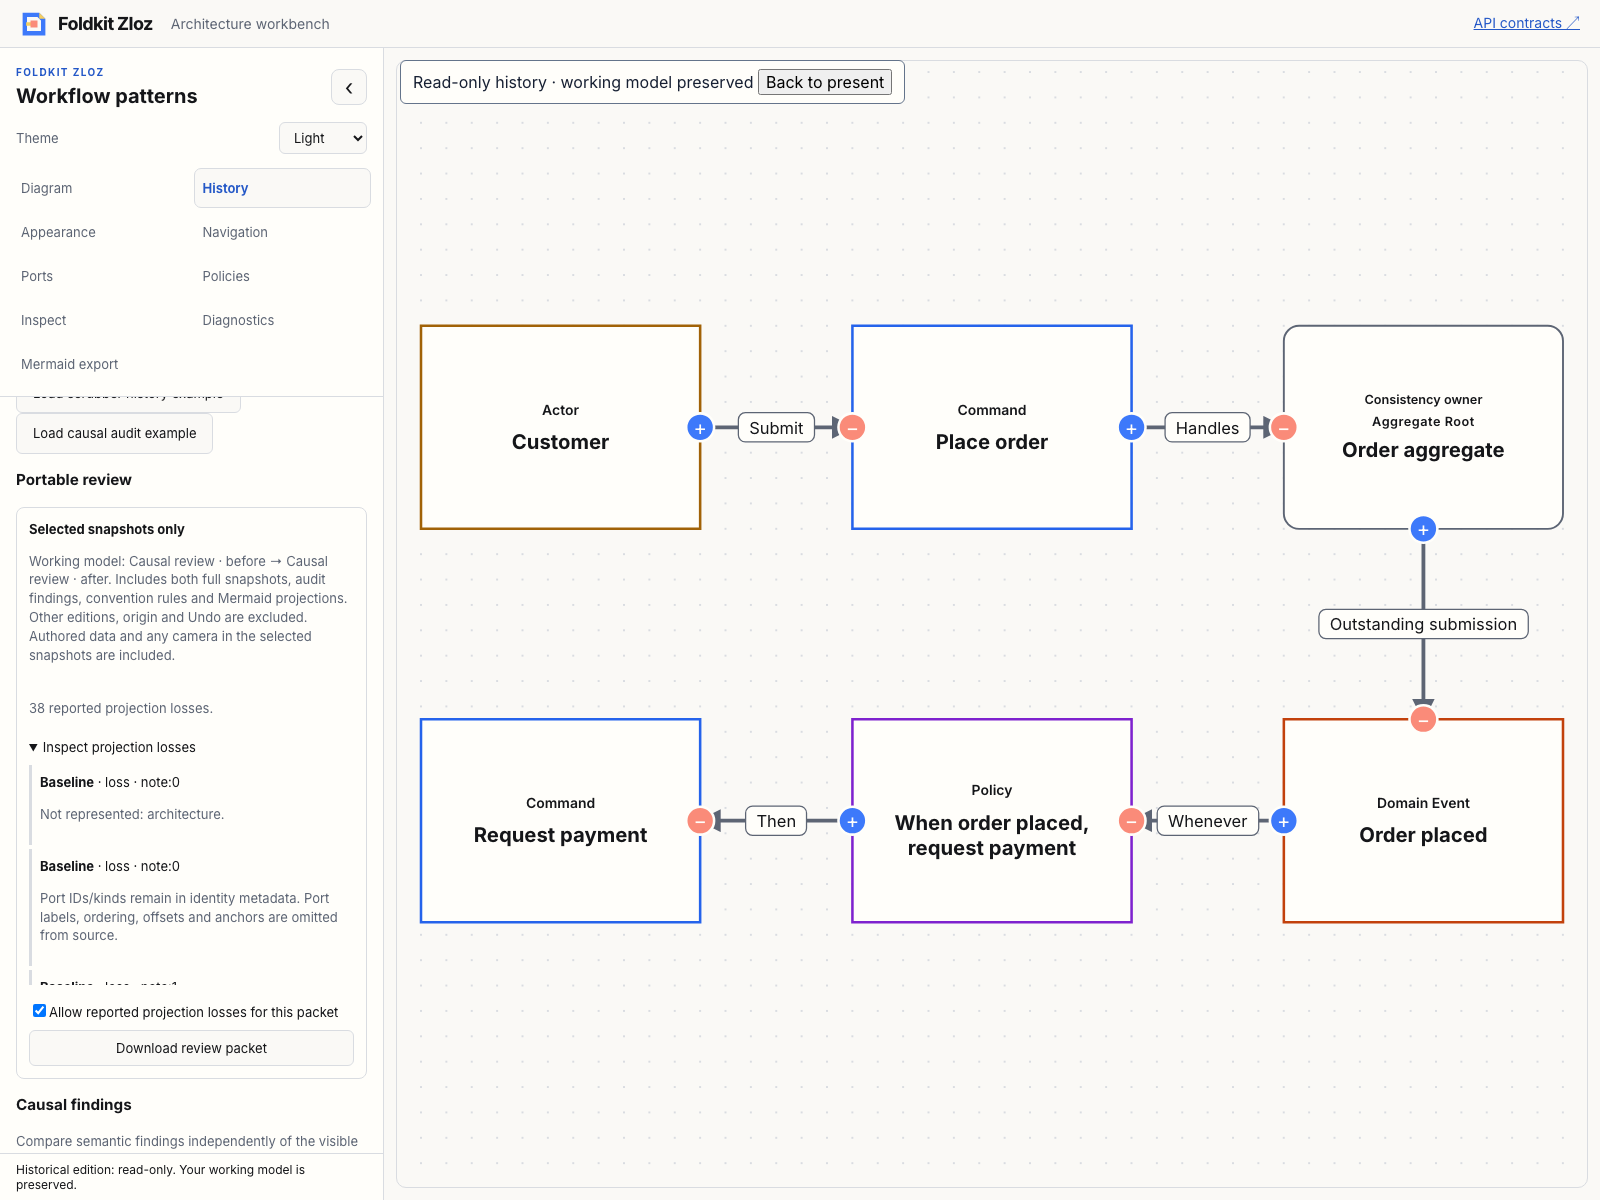 Foldkit Zloz
Architecture workbench
API contracts ↗
FOLDKIT ZLOZ
Workflow patterns
Theme
Light
Diagram
History
Appearance
Navigation
Ports
Policies
Inspect
Diagnostics
Mermaid export
Load causal audit example
Portable review
Selected snapshots only
Working model: Causal review · before → Causal
review · after. Includes both full snapshots, audit
findings, convention rules and Mermaid projections.
Other editions, origin and Undo are excluded.
Authored data and any camera in the selected
snapshots are included.
38 reported projection losses.
▼ Inspect projection losses
Baseline · loss · note:0
Not represented: architecture.
Baseline · loss · note:0
Port IDs/kinds remain in identity metadata. Port
labels, ordering, offsets and anchors are omitted
from source.
Allow reported projection losses for this packet
Download review packet
Causal findings
Compare semantic findings independently of the visible
Historical edition: read-only. Your working model is
preserved.
Read-only history · working model preserved
Back to present
Actor
Customer
Submit
Command
Place order
Handles
Consistency owner
Aggregate Root
Order aggregate
Outstanding submission
Command
Request payment
Then
Policy
When order placed,
request payment
Whenever
Domain Event
Order placed